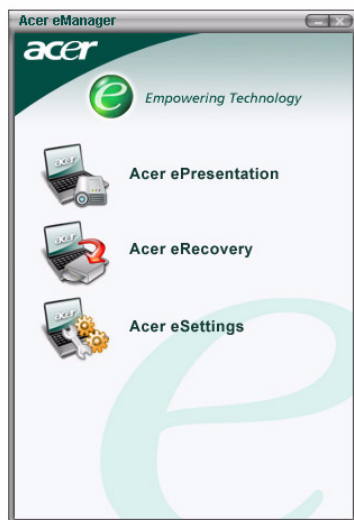 Acer eManager
acer
e Empowering Technology
Acer ePresentation
Acer eRecovery
Acer eSettings
e